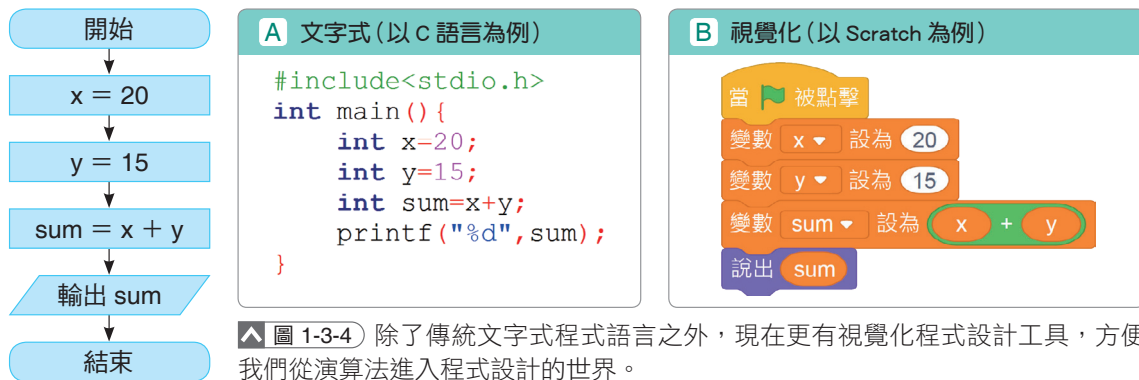 開始
x = 20
y = 15
sum = x + y
輸出 sum
結束
A 文字式(以 C 語言為例)
#include<stdio.h>
int main(){
int x=20;
int y=15;
int sum=x+y;
printf("%d",sum);
}
B 視覺化(以 Scratch 為例)
當 被點擊
變數 x 設為 20
變數 y 設為 15
變數 sum 設為 x + y
說出 sum
圖 1-3-4 除了傳統文字式程式語言之外,現在更有視覺化程式設計工具,方便
我們從演算法進入程式設計的世界。